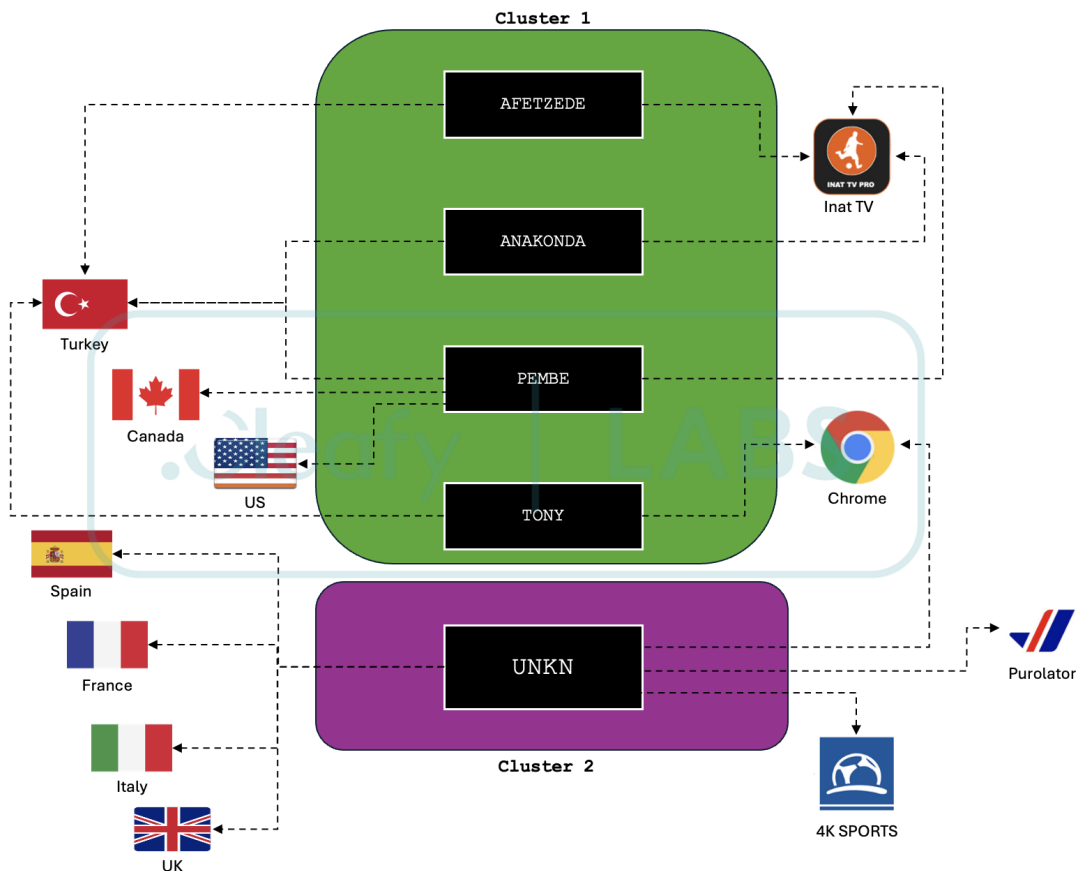 Cluster 1
AFETZEDE
INAT TV PRO
Inat TV
ANAKONDA
Turkey
PEMBE
Canada
.Cleafy | LABS
US
Chrome
TONY
Spain
UNKN
France
Purolator
Cluster 2
Italy
4K SPORTS
UK